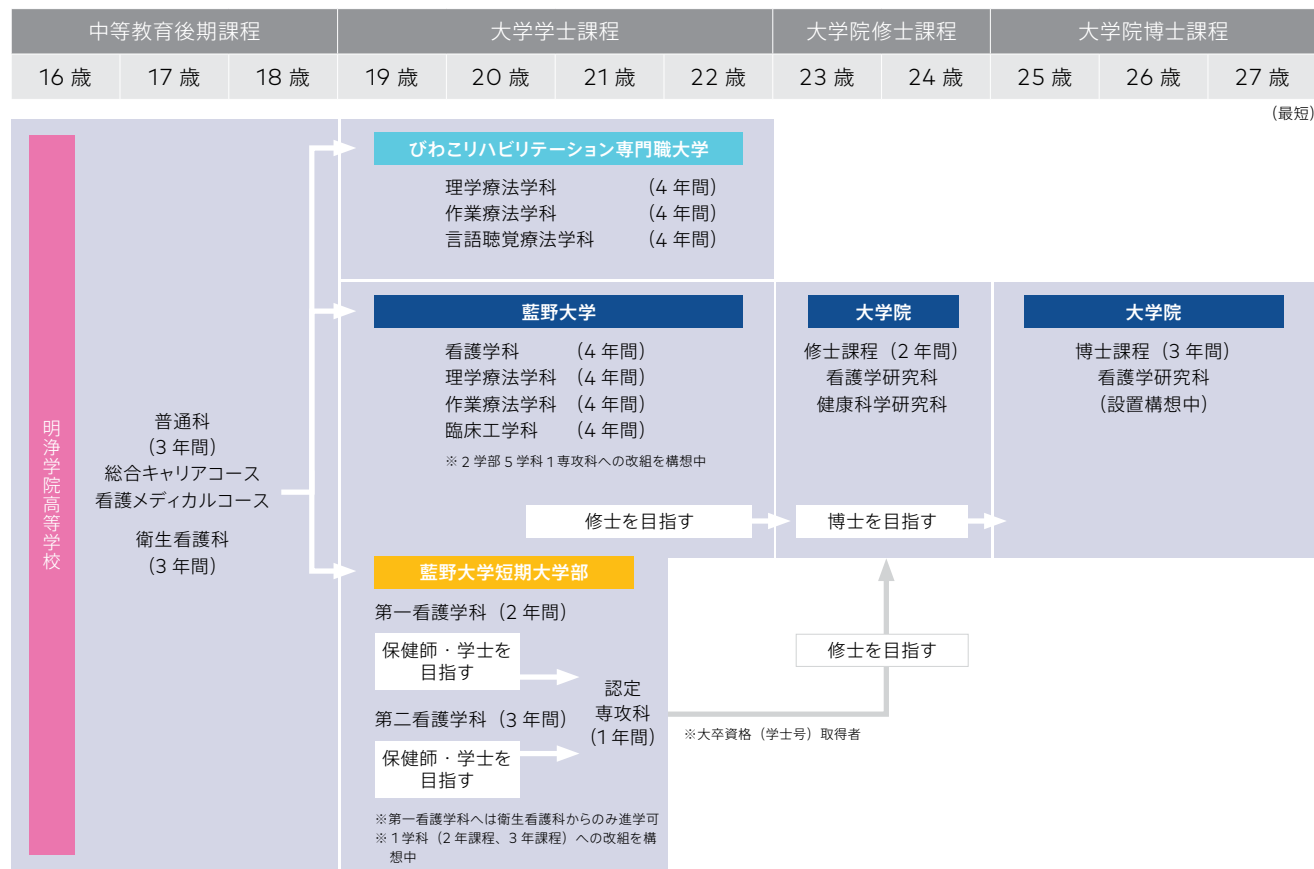 中等教育後期課程
大学学士課程
大学院修士課程
大学院博士課程
16 歳
17 歳
18 歳
19 歳
20 歳
21 歳
22 歳
23 歳
24 歳
25 歳
26 歳
27 歳
(最短)
明浄学院高等学校
普通科
(3 年間)
総合キャリアコース
看護メディカルコース
衛生看護科
(3 年間)
びわこリハビリテーション専門職大学
理学療法学科 (4 年間)
作業療法学科 (4 年間)
言語聴覚療法学科 (4 年間)
藍野大学
看護学科 (4 年間)
理学療法学科 (4 年間)
作業療法学科 (4 年間)
臨床工学科 (4 年間)
※2学部5学科1専攻科への改組を構想中
修士を目指す
大学院
修士課程（2 年間）
看護学研究科
健康科学研究科
博士を目指す
大学院
博士課程（3 年間）
看護学研究科
(設置構想中)
藍野大学短期大学部
第一看護学科（2 年間）
保健師・学士を
目指す
第二看護学科（3 年間）
保健師・学士を
目指す
認定
専攻科
(1 年間)
※第一看護学科へは衛生看護科からのみ進学可
※1学科（2年課程、3年課程）への改組を構
想中
修士を目指す
※大卒資格（学士号）取得者